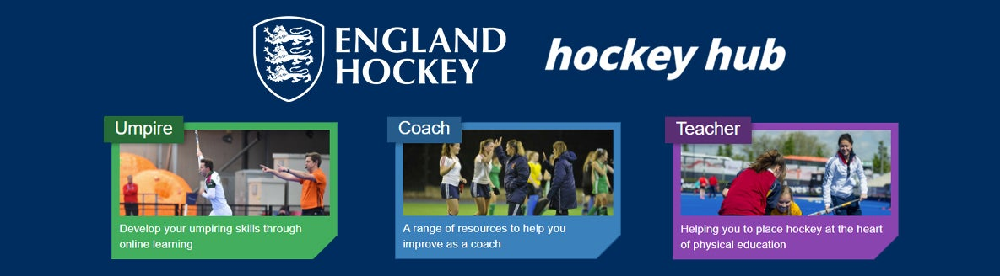 ENGLAND
HOCKEY
hockey hub
Umpire
Develop your umpiring skills through
online learning
Coach
A range of resources to help you
improve as a coach
Teacher
Helping you to place hockey at the heart
of physical education